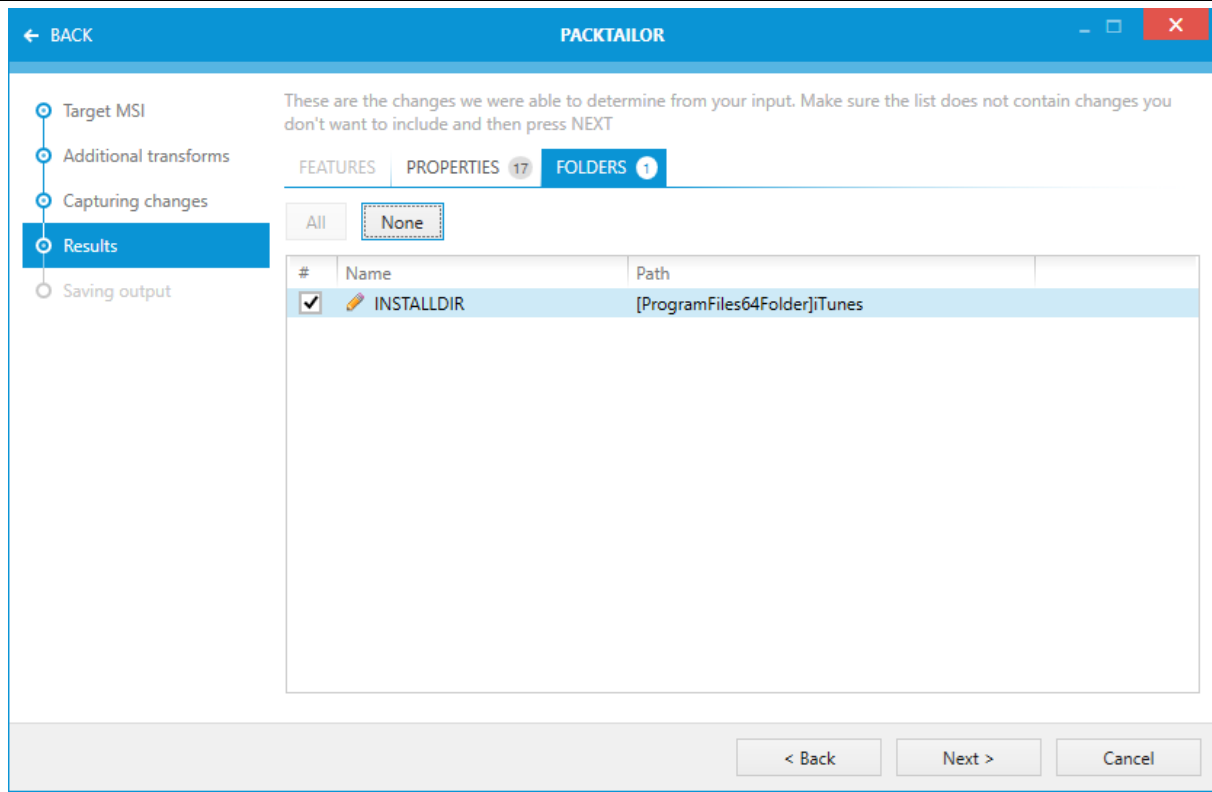 BACK
PACKTAILOR
Target MSI
Additional transforms
Capturing changes
Results
Saving output
These are the changes we were able to determine from your input. Make sure the list does not contain changes you
don't want to include and then press NEXT
FEATURES PROPERTIES 17 FOLDERS 1
All None
# Name Path
INSTALLDIR [ProgramFiles64Folder]iTunes
< Back Next > Cancel